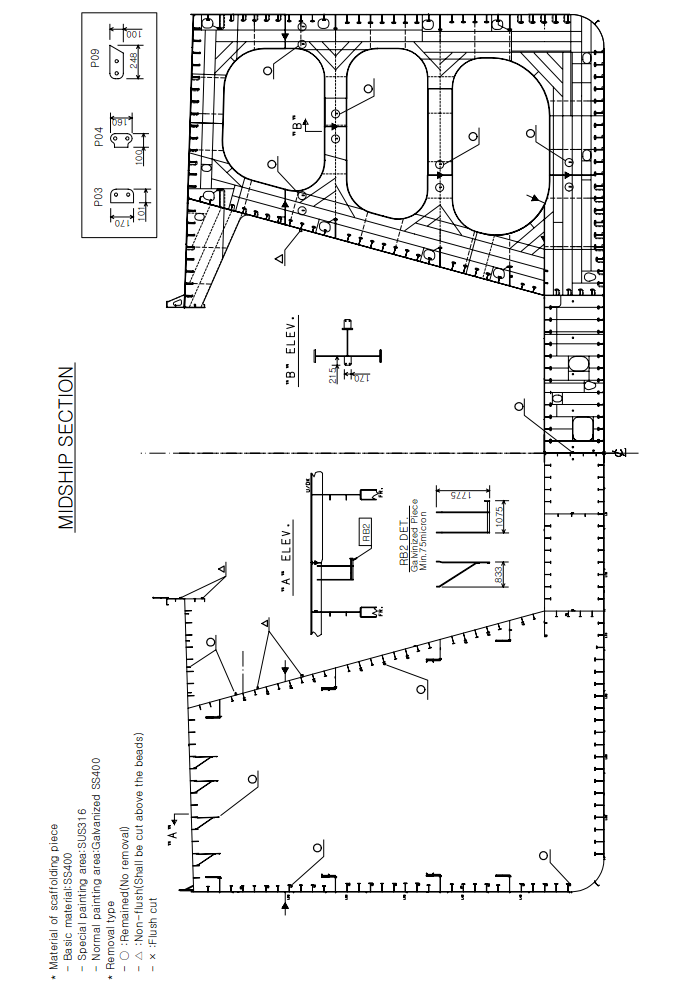 * Material of scaffolding piece
- Basic material:SS400
- Special painting area:SUS316
- Normal painting area:Galvanized SS400
* Removal type
- ○ :Remained(No removal)
- △ :Non-flush(Shall be cut above the beads)
- × :Flush cut
MIDSHIP SECTION
P03
P04
P09
170
101
160
100
100
248
"A"
"A" ELEV.
U/DK
FR.
FR.
RB2
"B" ELEV.
215
170
"B"
RB2 DET.
Galvanized Piece
Min.75micron
833
1075
1775